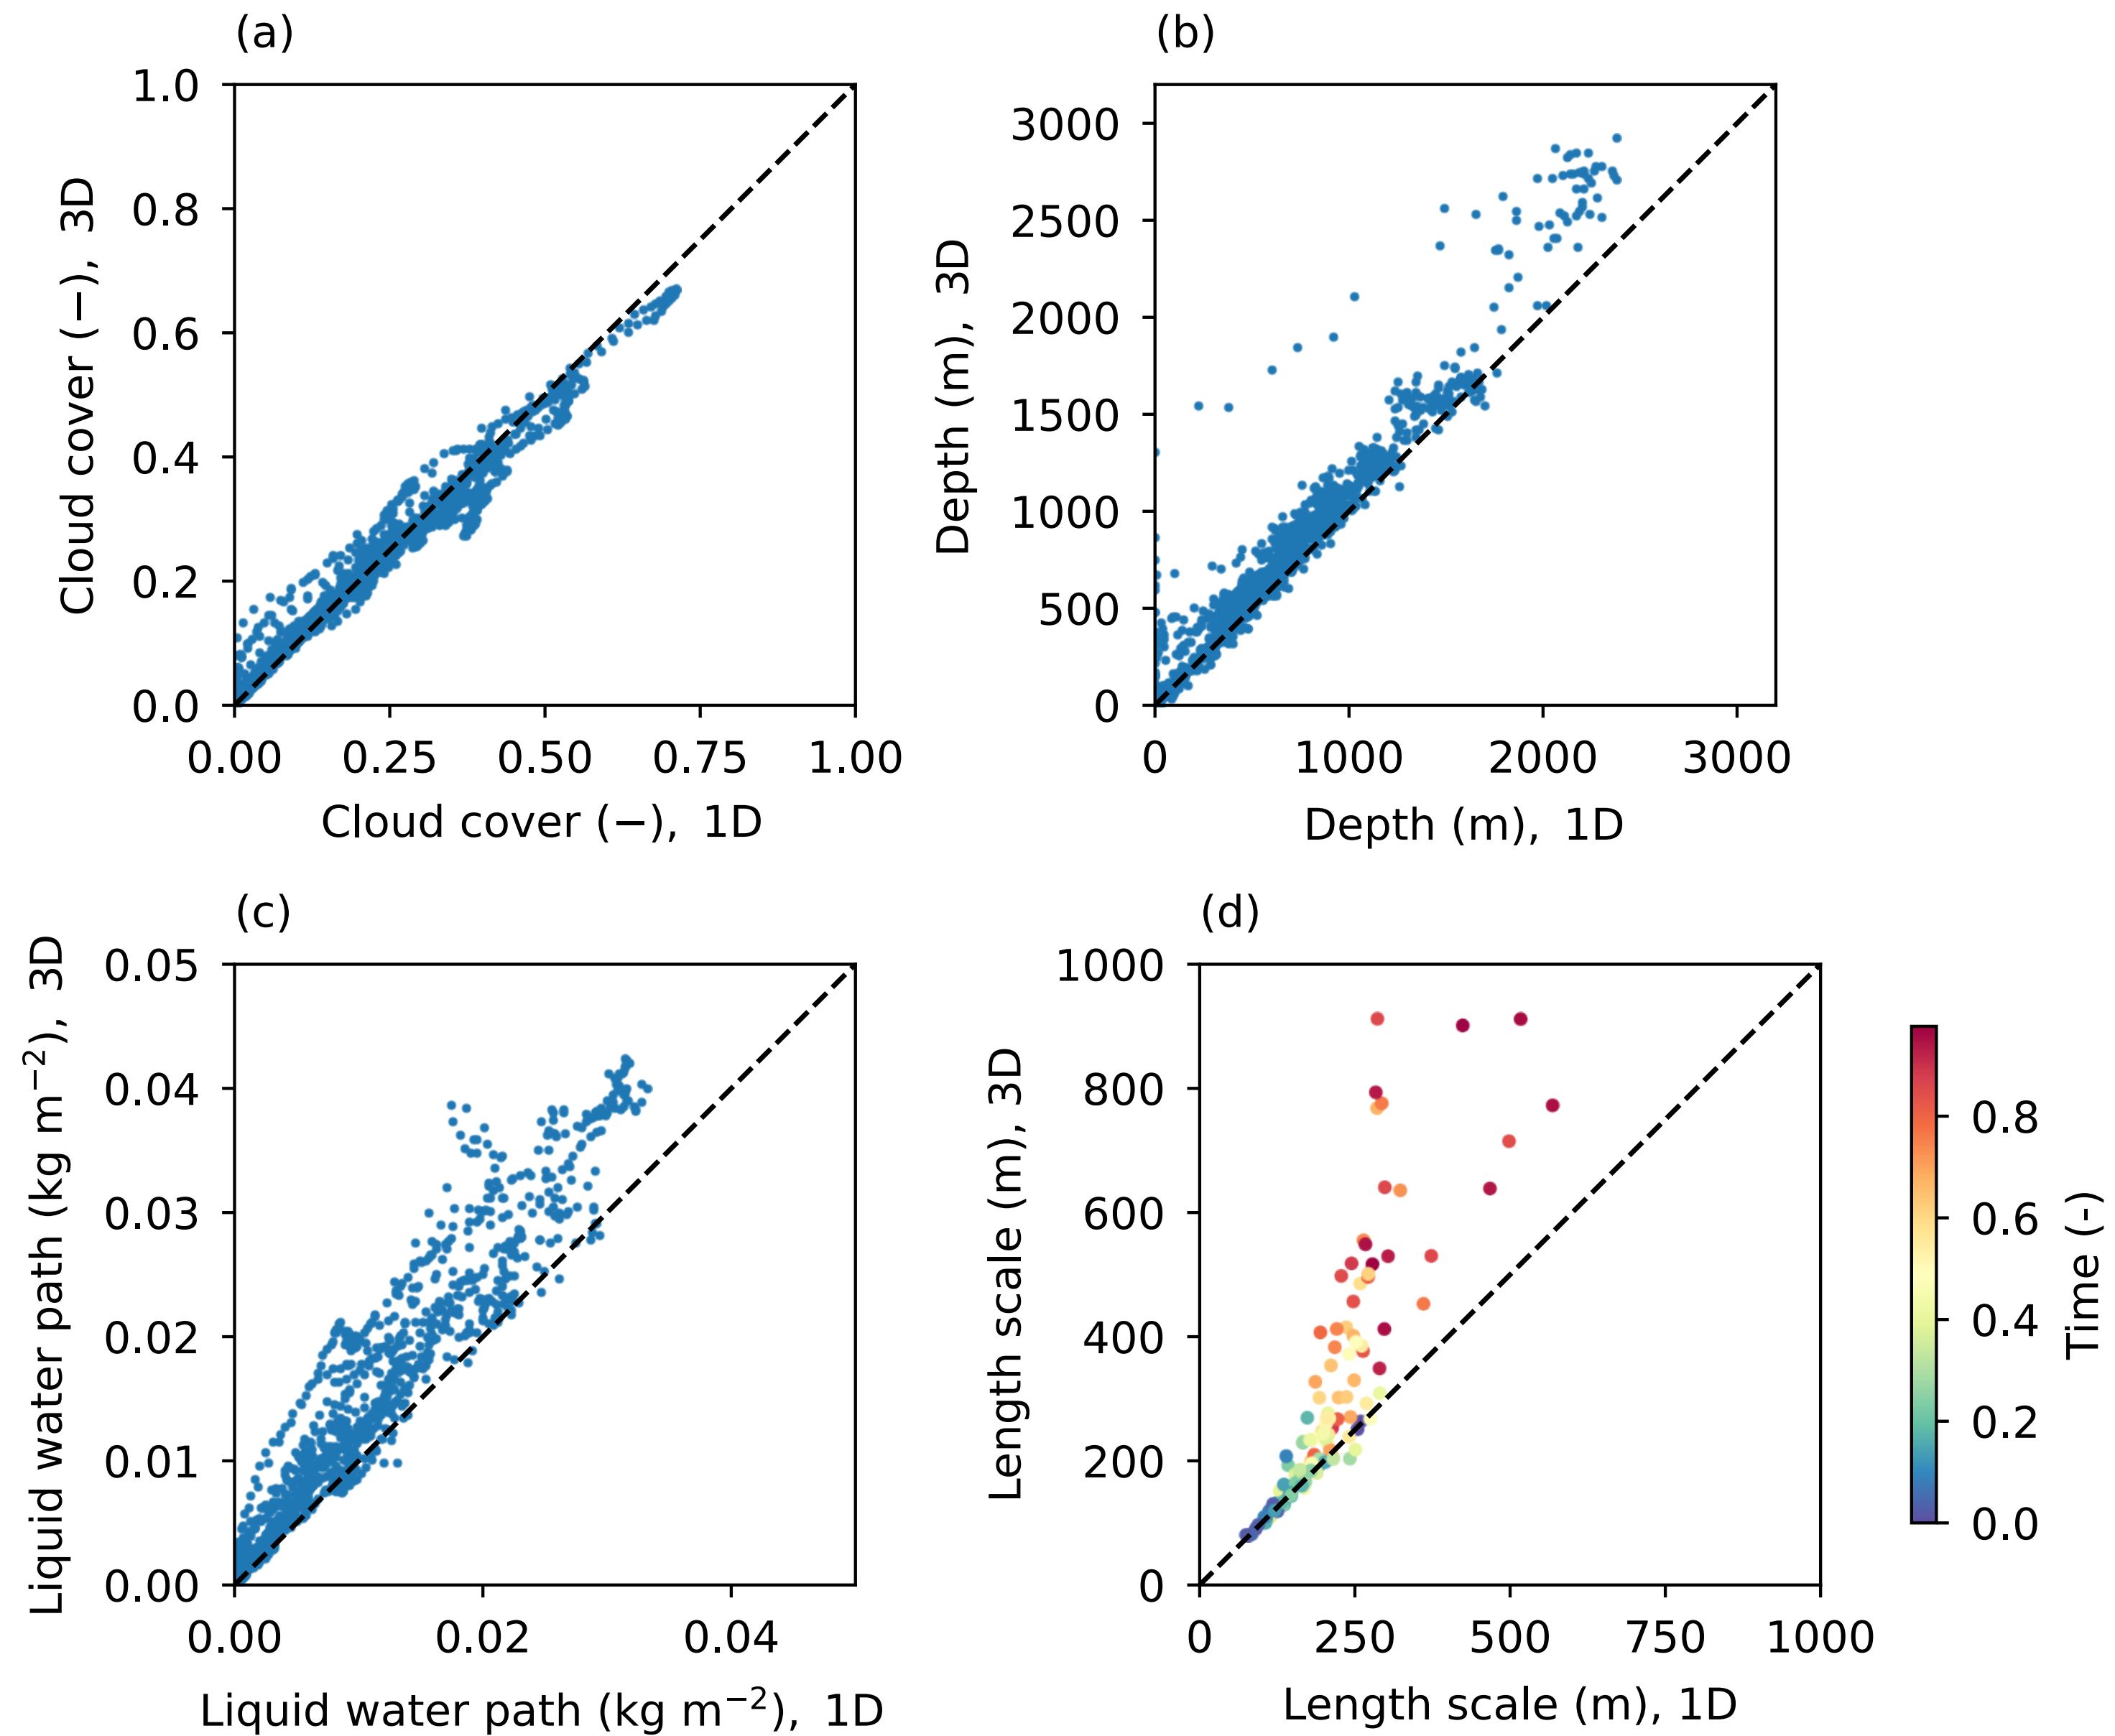 (a)
1.0
0.8
0.6
0.4
0.2
0.0
Cloud cover (−), 3D
0.00 0.25 0.50 0.75 1.00
Cloud cover (−), 1D
(b)
3000
2500
2000
1500
1000
500
0
Depth (m), 3D
0 1000 2000 3000
Depth (m), 1D
(c)
0.05
0.04
0.03
0.02
0.01
0.00
Liquid water path (kg m⁻²), 3D
0.00 0.02 0.04
Liquid water path (kg m⁻²), 1D
(d)
1000
800
600
400
200
0
Length scale (m), 3D
0 250 500 750 1000
Length scale (m), 1D
0.8
0.6
0.4
0.2
0.0
Time (-)